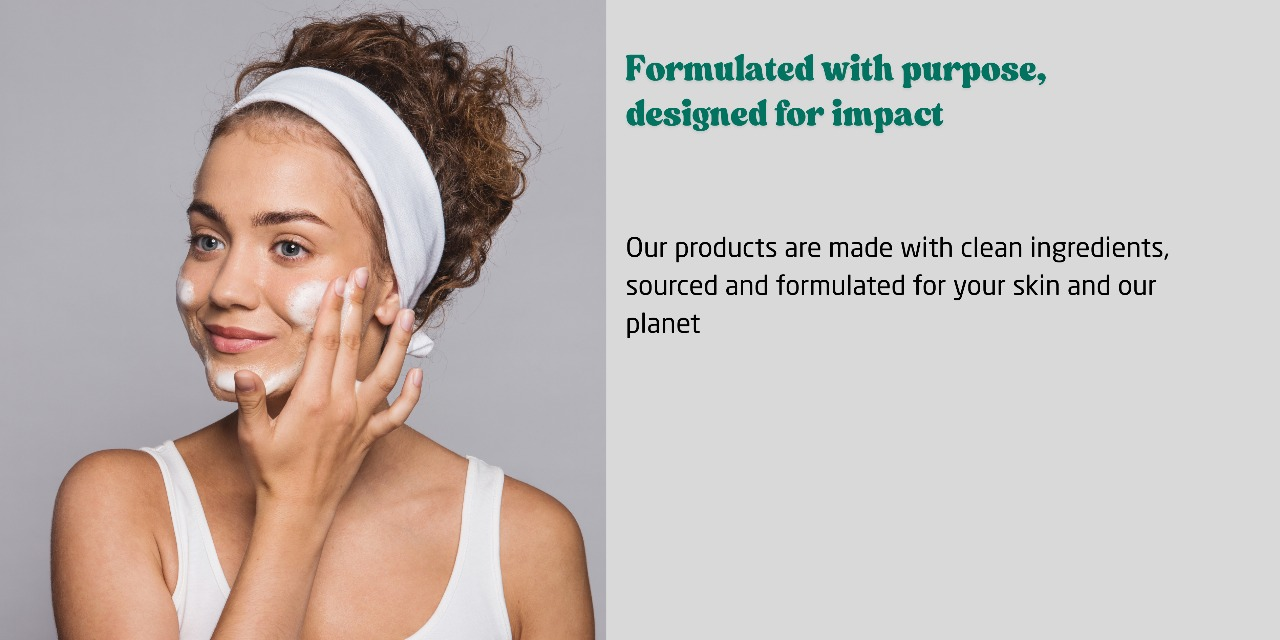 Formulated with purpose,
designed for impact
Our products are made with clean ingredients,
sourced and formulated for your skin and our
planet